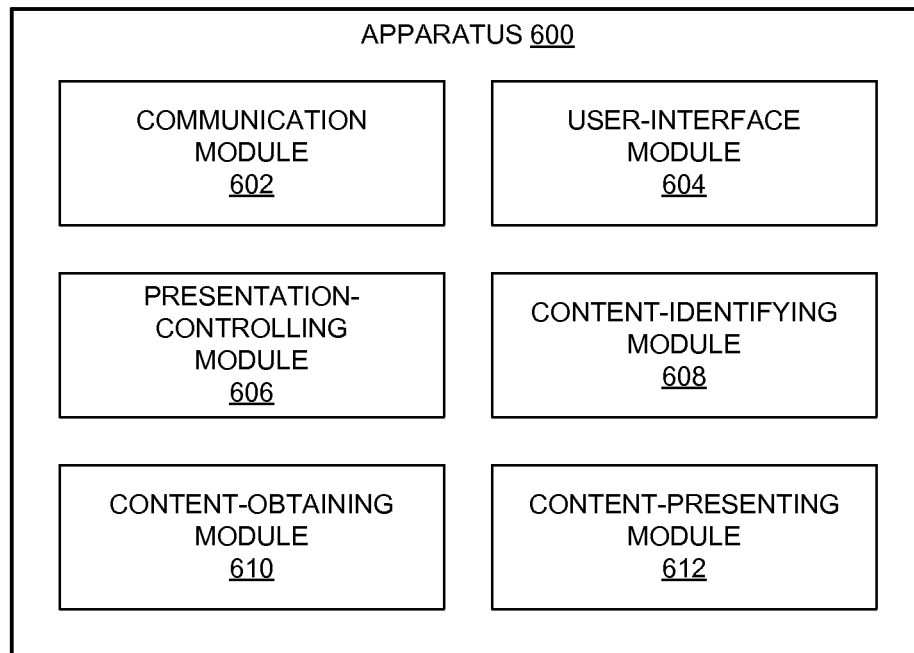 APPARATUS 600
COMMUNICATION
MODULE
602
USER-INTERFACE
MODULE
604
PRESENTATION-
CONTROLLING
MODULE
606
CONTENT-IDENTIFYING
MODULE
608
CONTENT-OBTAINING
MODULE
610
CONTENT-PRESENTING
MODULE
612